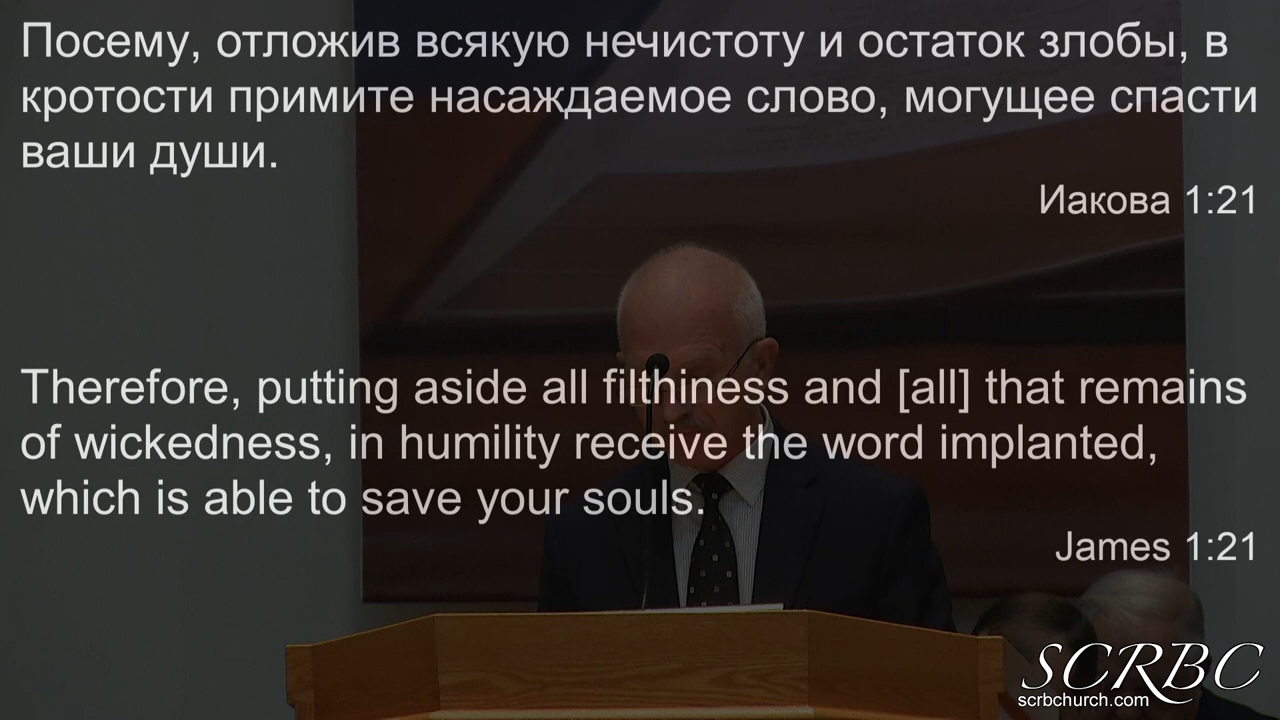 Посему, отложив всякую нечистоту и остаток злобы, в
кротости примите насаждаемое слово, могущее спасти
ваши души.
Иакова 1:21
Therefore, putting aside all filthiness and [all] that remains
of wickedness, in humility receive the word implanted,
which is able to save your souls.
James 1:21
SCRBC
scrbchurch.com